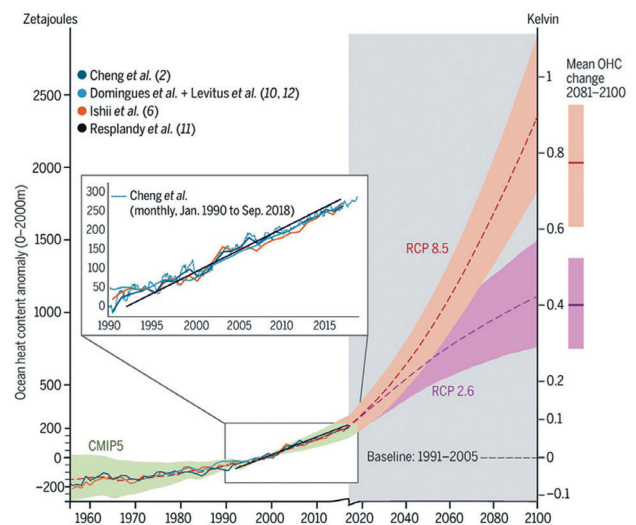 Zetajoules
Kelvin
Cheng et al. (2)
Domingues et al. + Levitus et al. (10, 12)
Ishii et al. (6)
Resplandy et al. (11)
Mean OHC
change
2081–2100
Ocean heat content anomaly (0–2000m)
2500
2000
1500
1000
500
200
0
−200
Cheng et al.
(monthly, Jan. 1990 to Sep. 2018)
300
250
200
150
100
50
0
1990
1995
2000
2005
2010
2015
RCP 8.5
RCP 2.6
CMIP5
Baseline: 1991–2005
1
0.8
0.6
0.4
0.2
0.1
0
−0.1
1960
1970
1980
1990
2000
2010
2020
2040
2060
2080
2100